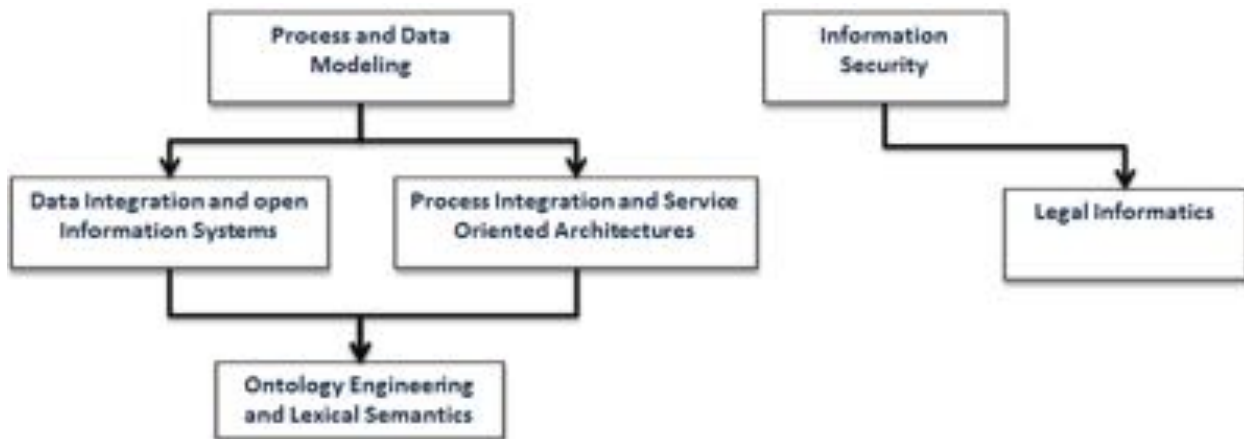 Process and Data
Modeling
Information
Security
Data Integration and open
Information Systems
Process Integration and Service
Oriented Architectures
Legal Informatics
Ontology Engineering
and Lexical Semantics